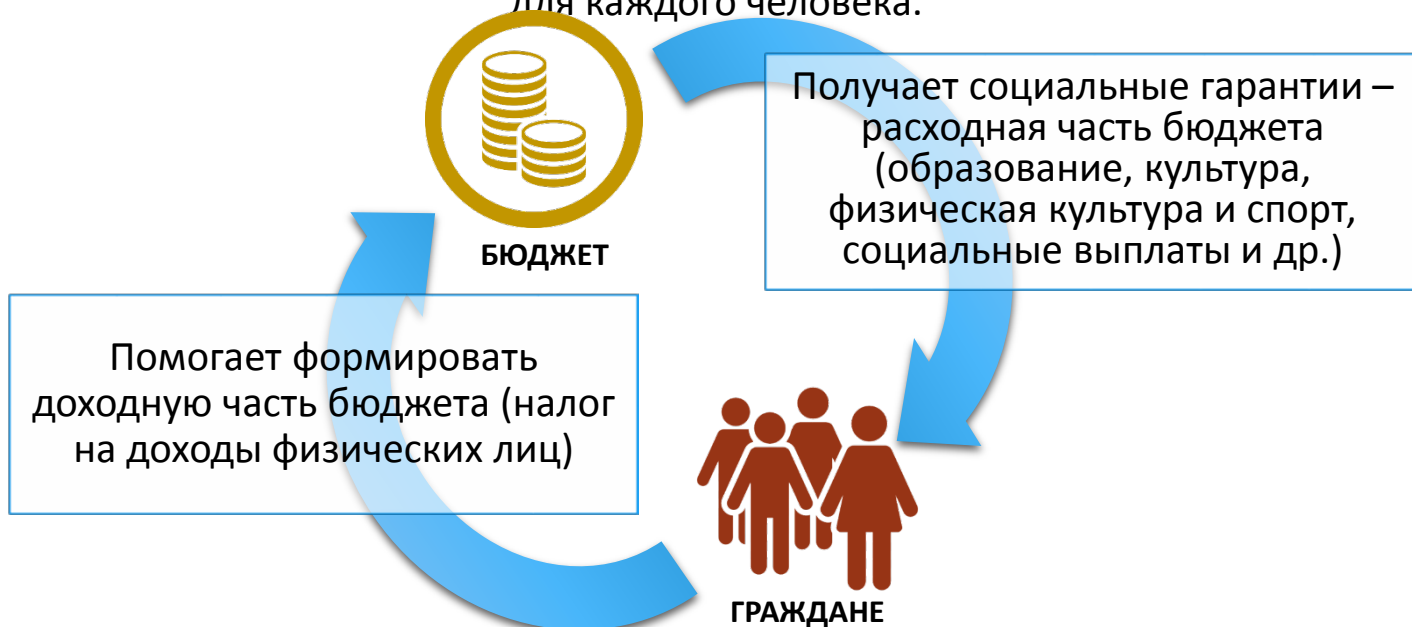 для каждого человека.
Получает социальные гарантии –
расходная часть бюджета
(образование, культура,
физическая культура и спорт,
социальные выплаты и др.)
БЮДЖЕТ
Помогает формировать
доходную часть бюджета (налог
на доходы физических лиц)
ГРАЖДАНЕ